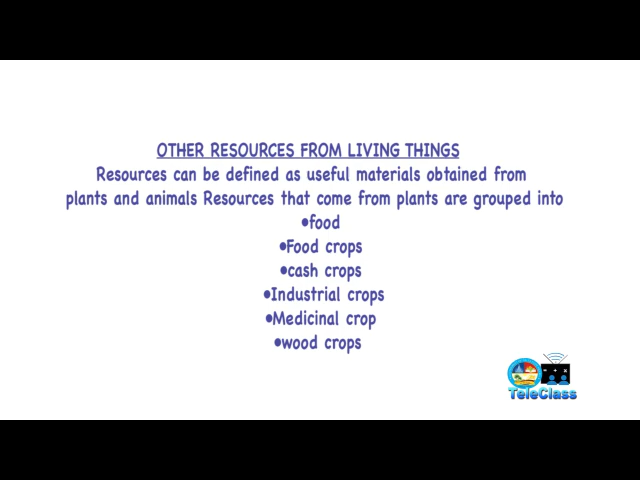 OTHER RESOURCES FROM LIVING THINGS
Resources can be defined as useful materials obtained from
plants and animals Resources that come from plants are grouped into
•food
•Food crops
•cash crops
•Industrial crops
•Medicinal crop
•wood crops
TeleClass